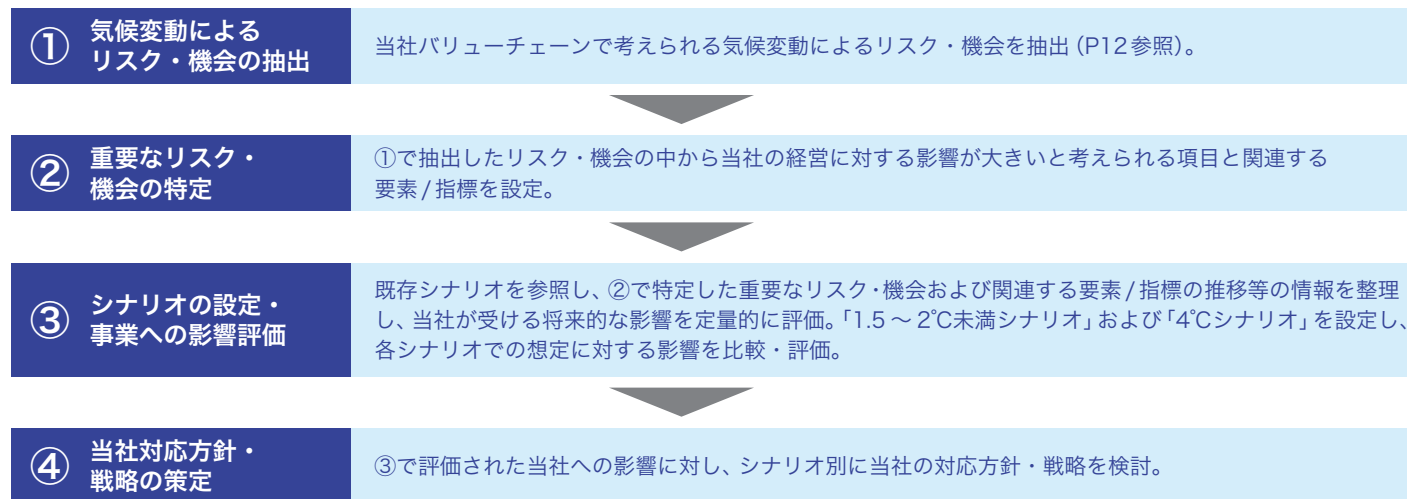 ① 気候変動による
リスク・機会の抽出
当社バリューチェーンで考えられる気候変動によるリスク・機会を抽出（P12参照）。
② 重要なリスク・
機会の特定
①で抽出したリスク・機会の中から当社の経営に対する影響が大きいと考えられる項目と関連する
要素/指標を設定。
③ シナリオの設定・
事業への影響評価
既存シナリオを参照し、②で特定した重要なリスク・機会および関連する要素/指標の推移等の情報を整理
し、当社が受ける将来的な影響を定量的に評価。「1.5～2℃未満シナリオ」および「4℃シナリオ」を設定し、
各シナリオでの想定に対する影響を比較・評価。
④ 当社対応方針・
戦略の策定
③で評価された当社への影響に対し、シナリオ別に当社の対応方針・戦略を検討。